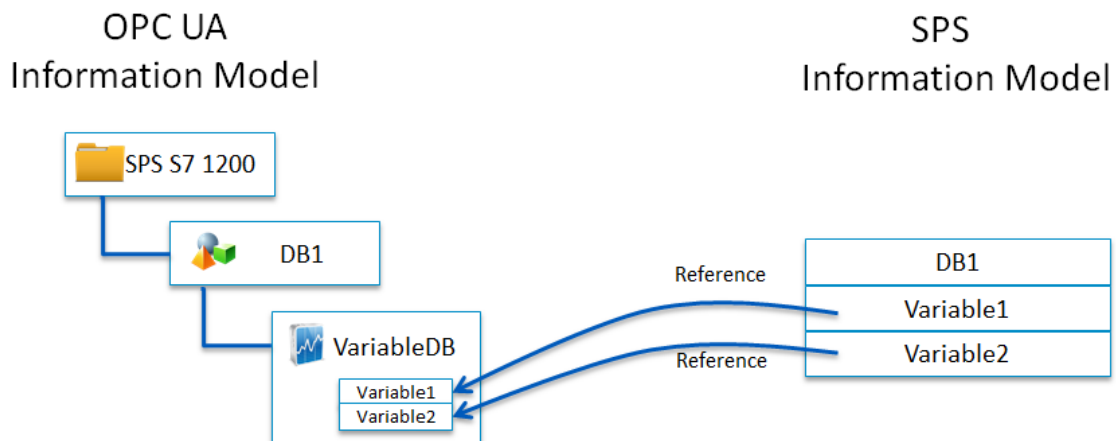 OPC UA
Information Model
SPS
Information Model
SPS S7 1200
DB1
VariableDB
Variable1
Variable2
Reference
Reference
DB1
Variable1
Variable2